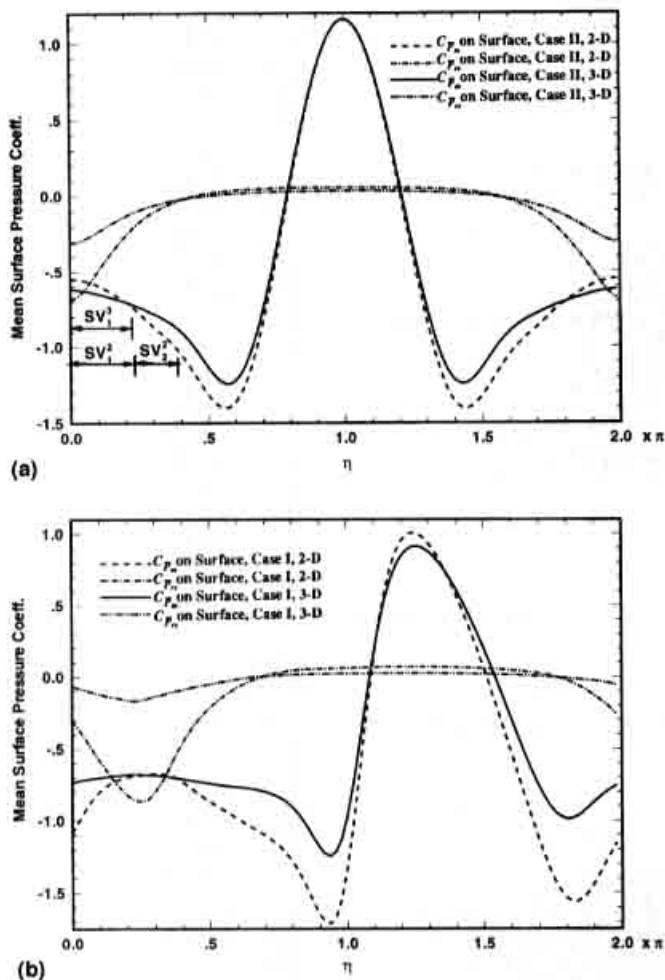 1.0
0.5
0.0
-.5
-1.0
-1.5
Mean Surface Pressure Coeff.
on Surface, Case II, 2-D
on Surface, Case II, 2-D
on Surface, Case II, 3-D
on Surface, Case II, 3-D
SV
SV
SV
0.0 .5 1.0 1.5 2.0 x π
η
(a)
1.0
0.5
0.0
-.5
-1.0
-1.5
Mean Surface Pressure Coeff.
on Surface, Case I, 2-D
on Surface, Case I, 2-D
on Surface, Case I, 3-D
on Surface, Case I, 3-D
0.0 .5 1.0 1.5 2.0 x π
η
(b)